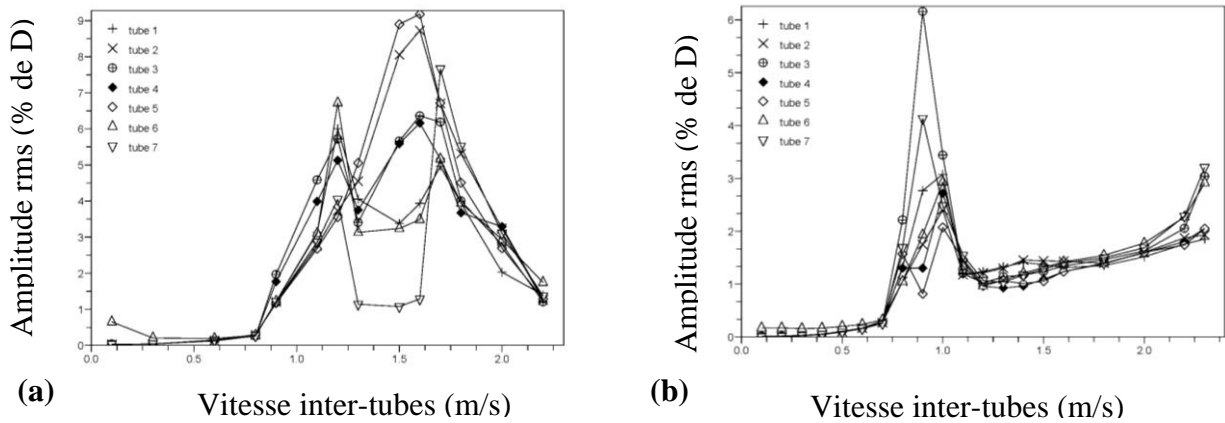 Amplitude rms (% de D)
9
8
7
6
5
4
3
2
1
0
tube 1
tube 2
tube 3
tube 4
tube 5
tube 6
tube 7
0.0 0.5 1.0 1.5 2.0
(a) Vitesse inter-tubes (m/s)
Amplitude rms (% de D)
6
5
4
3
2
1
0
tube 1
tube 2
tube 3
tube 4
tube 5
tube 6
tube 7
0.0 0.5 1.0 1.5 2.0
(b) Vitesse inter-tubes (m/s)